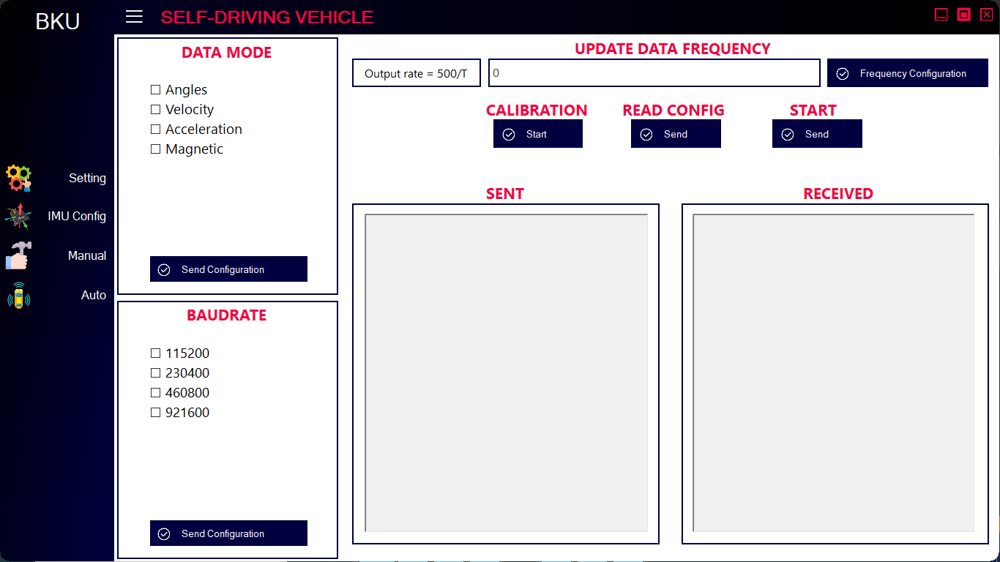 BKU
SELF-DRIVING VEHICLE
Setting
IMU Config
Manual
Auto
DATA MODE
Angles
Velocity
Acceleration
Magnetic
Send Configuration
BAUDRATE
115200
230400
460800
921600
Send Configuration
UPDATE DATA FREQUENCY
Output rate = 500/T
0
Frequency Configuration
CALIBRATION
Start
READ CONFIG
Send
START
Send
SENT
RECEIVED